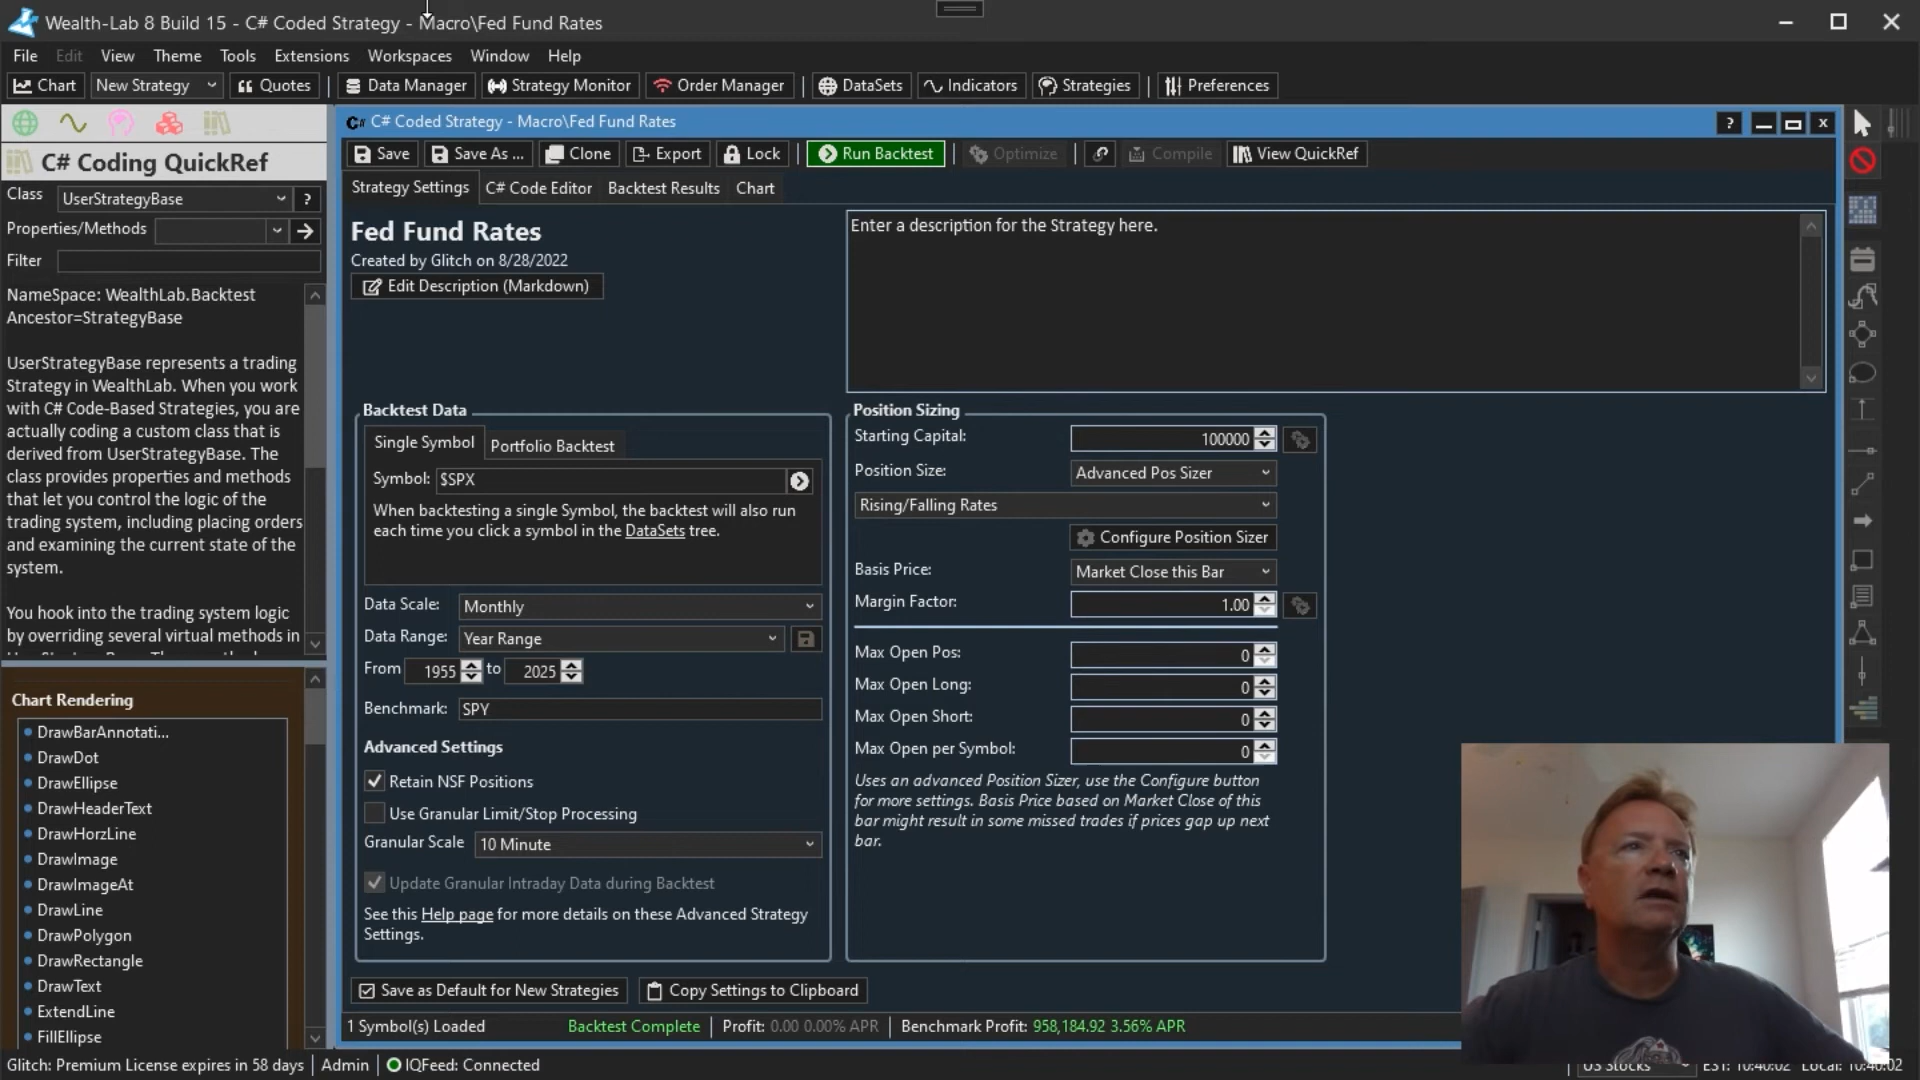 Wealth-Lab 8 Build 15 - C# Coded Strategy - Macro\Fed Fund Rates
File Edit View Theme Tools Extensions Workspaces Window Help
Chart New Strategy Quotes Data Manager Strategy Monitor Order Manager DataSets Indicators Strategies Preferences
C# Coding QuickRef
Class UserStrategyBase ?
Properties/Methods
Filter
NameSpace: WealthLab.Backtest
Ancestor=StrategyBase
UserStrategyBase represents a trading
Strategy in WealthLab. When you work
with C# Code-Based Strategies, you are
actually coding a custom class that is
derived from UserStrategyBase. The
class provides properties and methods
that let you control the logic of the
trading system, including placing orders
and examining the current state of the
system.
You hook into the trading system logic
by overriding several virtual methods in
Chart Rendering
DrawBarAnnotati...
DrawDot
DrawEllipse
DrawHeaderText
DrawHorzLine
DrawImage
DrawImageAt
DrawLine
DrawPolygon
DrawRectangle
DrawText
ExtendLine
FillEllipse
C# C# Coded Strategy - Macro\Fed Fund Rates ? x
Save Save As ... Clone Export Lock Run Backtest Optimize Compile View QuickRef
Strategy Settings C# Code Editor Backtest Results Chart
Fed Fund Rates
Created by Glitch on 8/28/2022
Edit Description (Markdown)
Enter a description for the Strategy here.
Backtest Data
Single Symbol Portfolio Backtest
Symbol: $SPX
When backtesting a single Symbol, the backtest will also run
each time you click a symbol in the DataSets tree.
Data Scale: Monthly
Data Range: Year Range
From 1955 to 2025
Benchmark: SPY
Advanced Settings
Retain NSF Positions
Use Granular Limit/Stop Processing
Granular Scale 10 Minute
Update Granular Intraday Data during Backtest
See this Help page for more details on these Advanced Strategy
Settings.
Position Sizing
Starting Capital: 100000
Position Size: Advanced Pos Sizer
Rising/Falling Rates
Configure Position Sizer
Basis Price: Market Close this Bar
Margin Factor: 1.00
Max Open Pos: 0
Max Open Long: 0
Max Open Short: 0
Max Open per Symbol: 0
Uses an advanced Position Sizer, use the Configure button
for more settings. Basis Price based on Market Close of this
bar might result in some missed trades if prices gap up next
bar.
Save as Default for New Strategies Copy Settings to Clipboard
1 Symbol(s) Loaded Backtest Complete Profit: 0.00 0.00% APR Benchmark Profit: 958,184.92 3.56% APR
Glitch: Premium License expires in 58 days Admin IQFeed: Connected US Stocks EST: 10:40:02 Local: 10:40:02